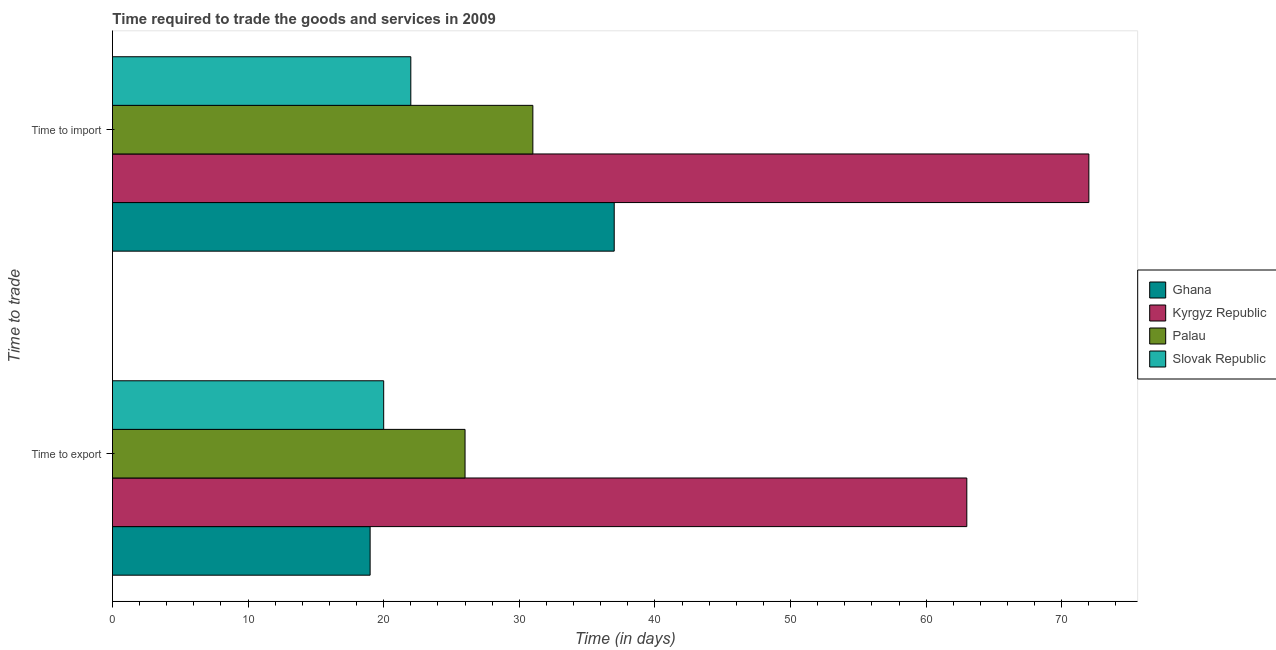 Time required to trade the goods and services in 2009
Time to trade
Time to import
Time to export
0
10
20
30
40
50
60
70
Time (in days)
Ghana
Kyrgyz Republic
Palau
Slovak Republic